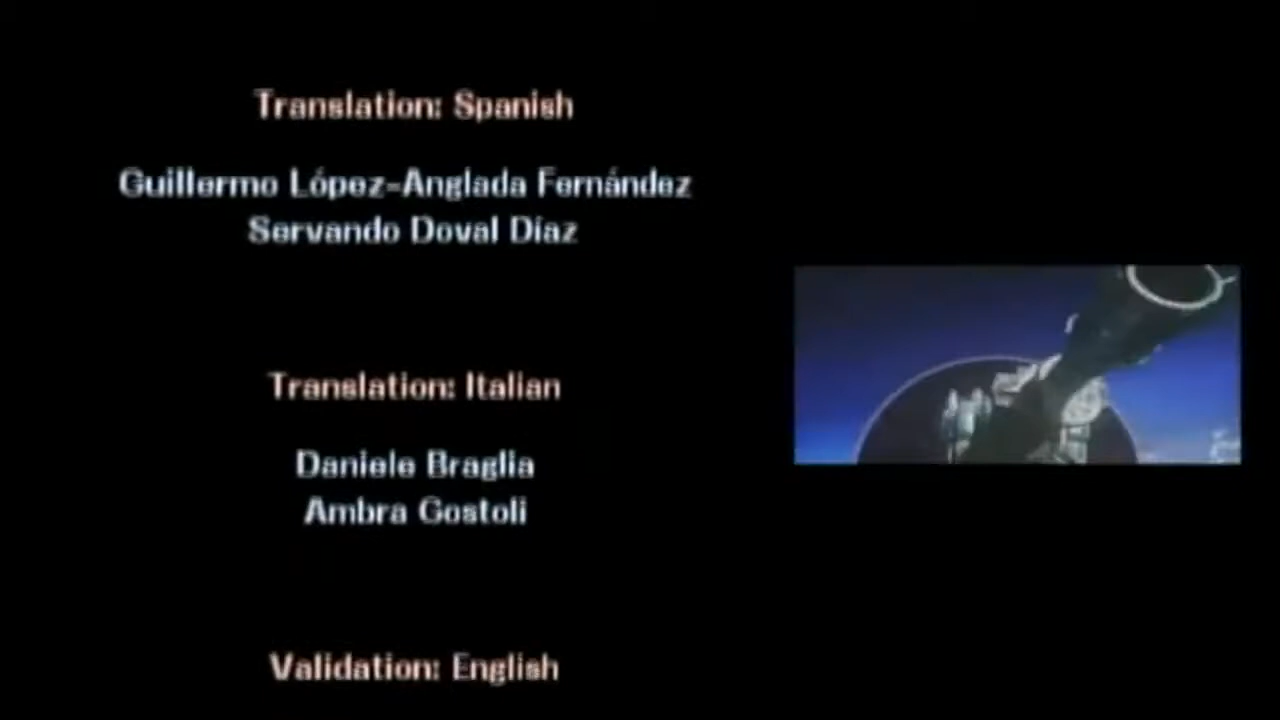 Translation: Spanish
Guillermo López-Anglada Fernández
Servando Doval Díaz
Translation: Italian
Daniele Braglia
Ambra Gostoli
Validation: English